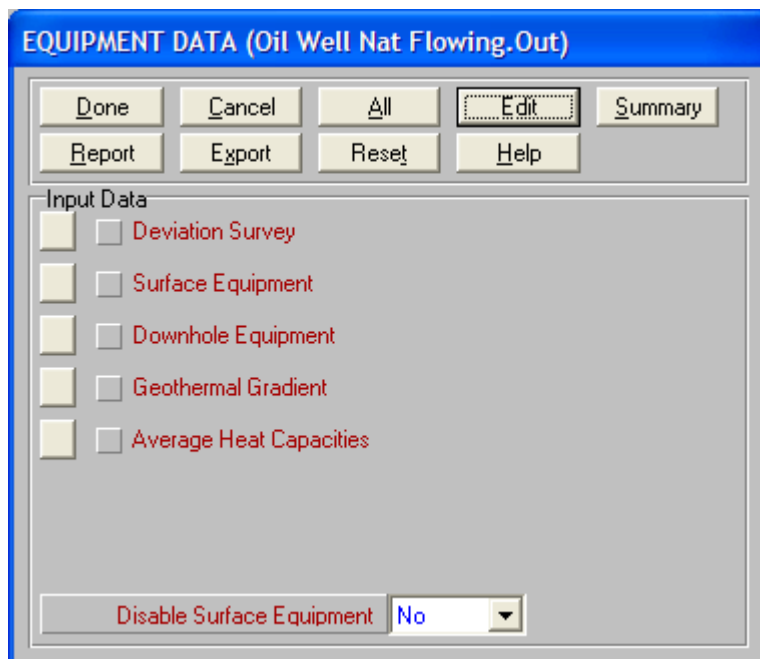 EQUIPMENT DATA (Oil Well Nat Flowing.Out)
Done Cancel All Edit Summary
Report Export Reset Help
Input Data
Deviation Survey
Surface Equipment
Downhole Equipment
Geothermal Gradient
Average Heat Capacities
Disable Surface Equipment No